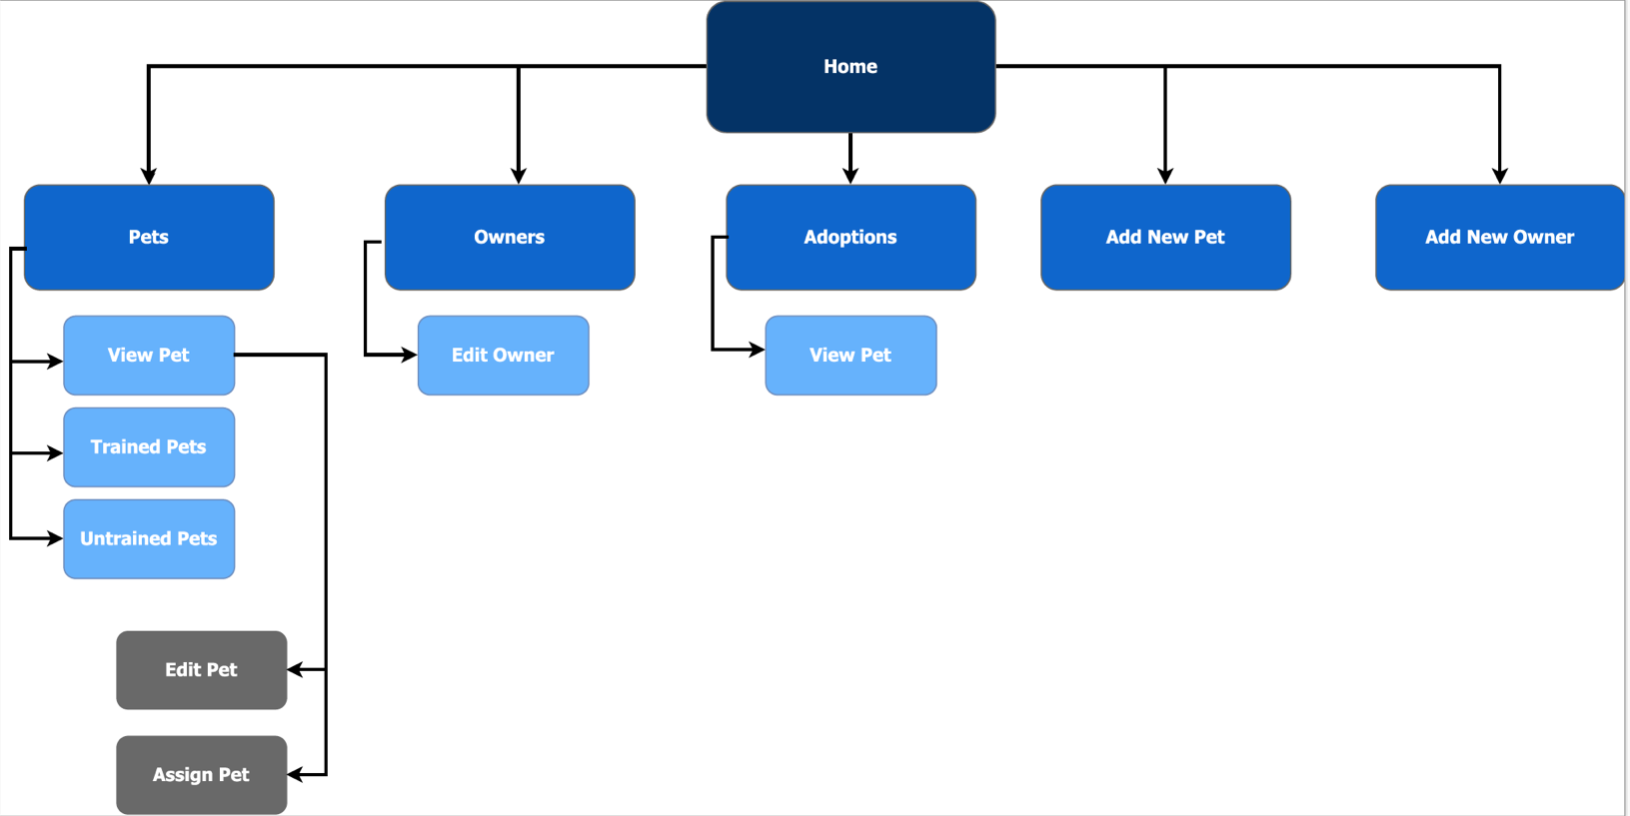 Home
Pets
Owners
Adoptions
Add New Pet
Add New Owner
View Pet
Edit Owner
View Pet
Trained Pets
Untrained Pets
Edit Pet
Assign Pet